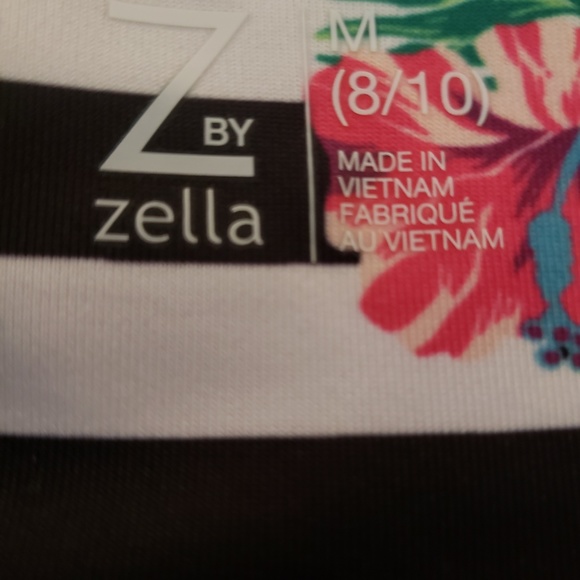 Z BY
zella
M
(8/10)
MADE IN
VIETNAM
FABRIQUÉ
AU VIETNAM